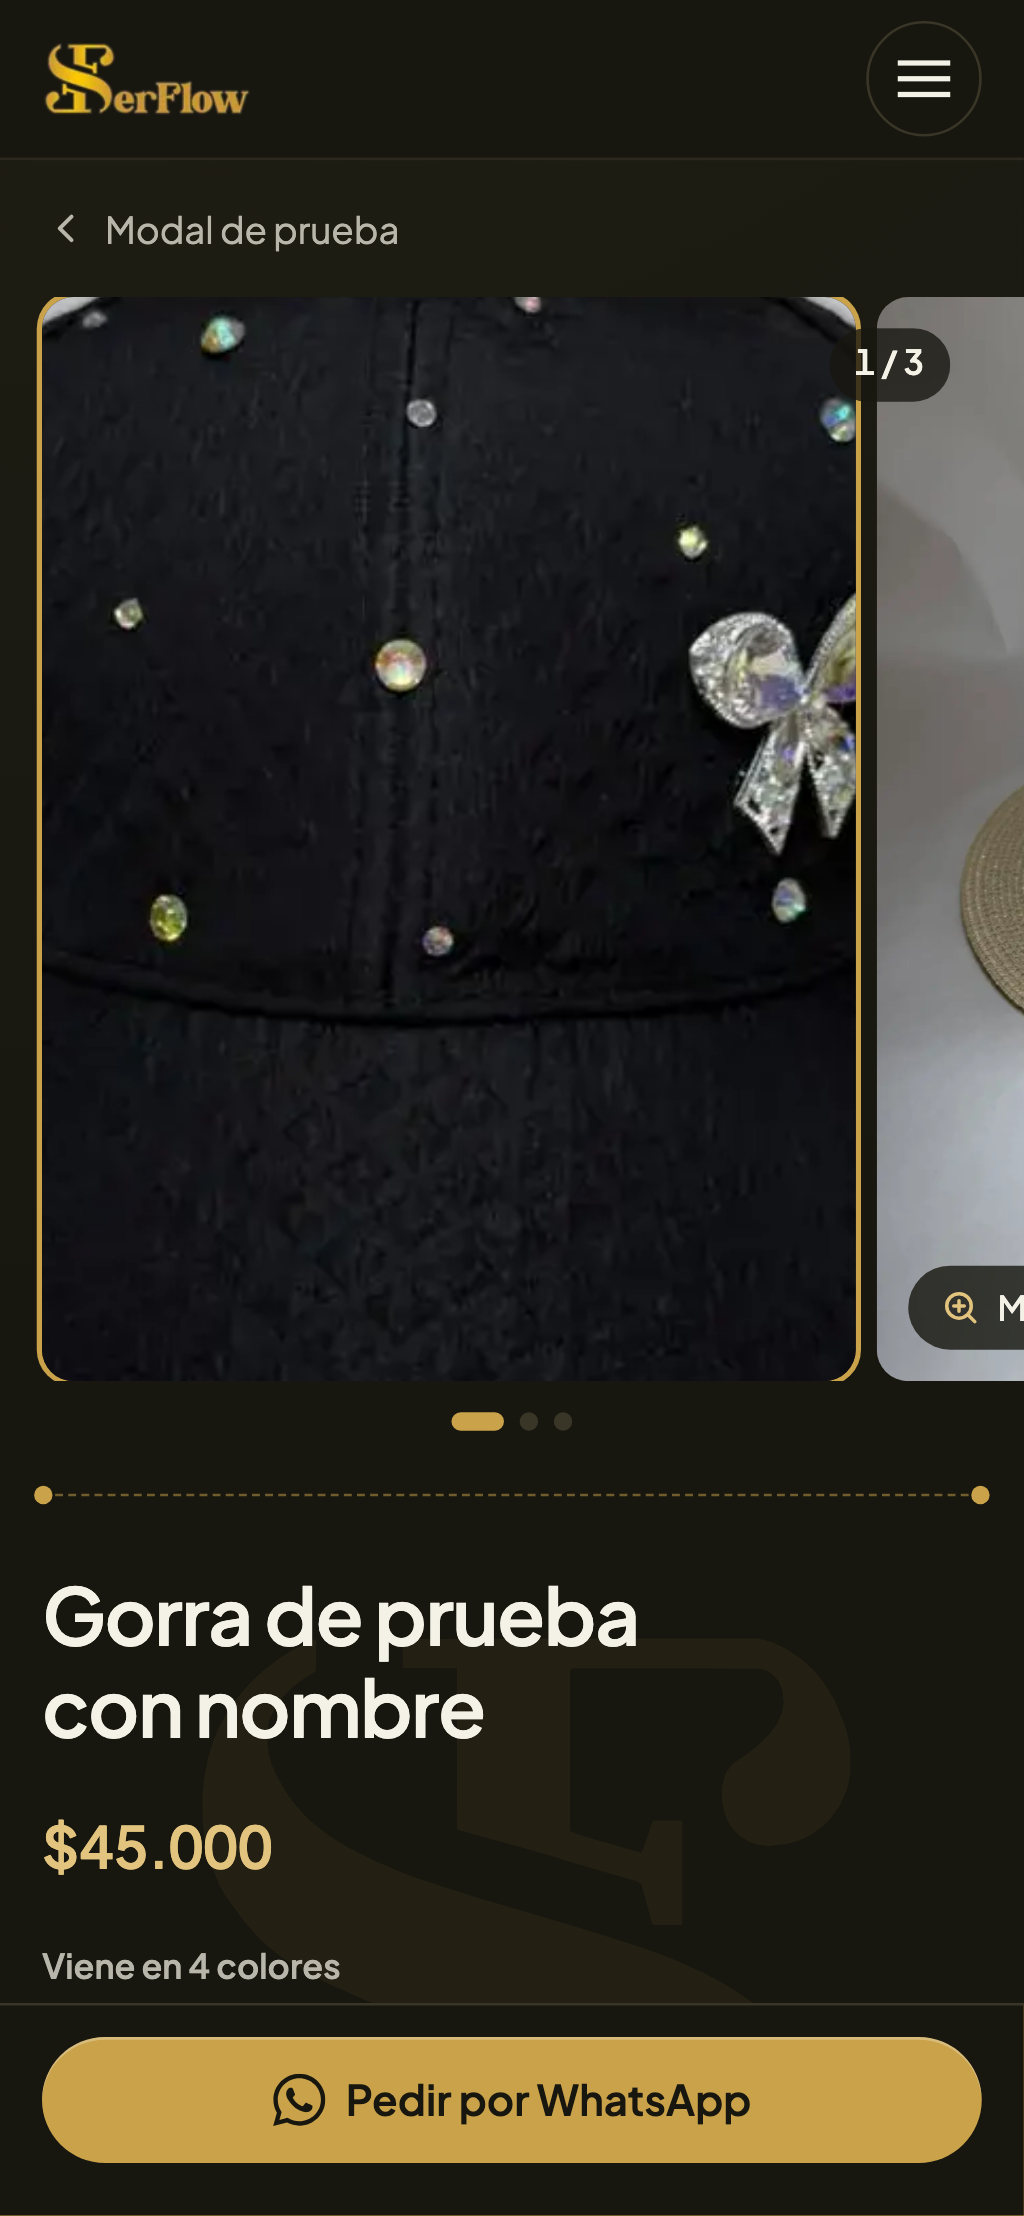 SerFlow
Modal de prueba
1 / 3
M
Gorra de prueba
con nombre
$45.000
Viene en 4 colores
Pedir por WhatsApp